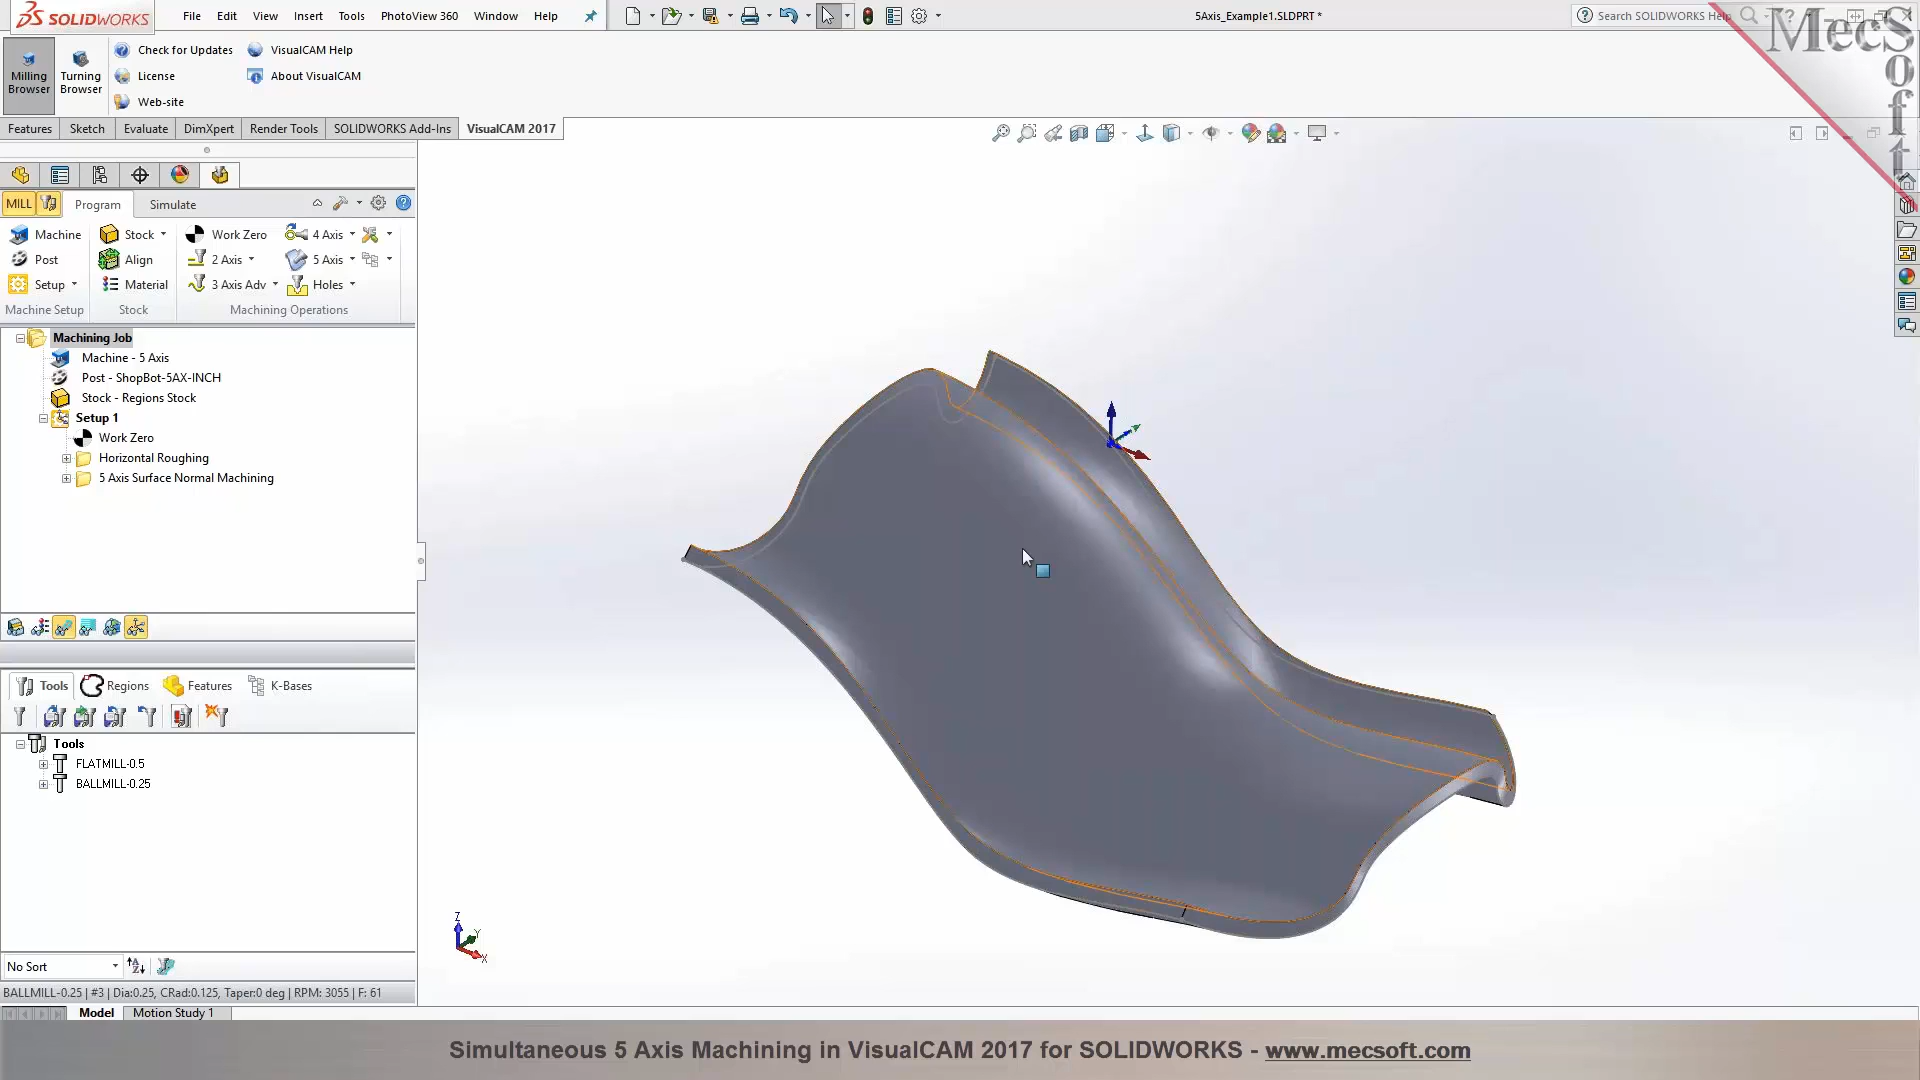 SOLIDWORKS File Edit View Insert Tools PhotoView 360 Window Help 5Axis_Example1.SLDPRT * Search SOLIDWORKS Help
MecSoft
Milling Browser
Turning Browser
Check for Updates VisualCAM Help
License About VisualCAM
Web-site
Features Sketch Evaluate DimXpert Render Tools SOLIDWORKS Add-Ins VisualCAM 2017
MILL Program Simulate
Machine Stock Work Zero 4 Axis
Post Align 2 Axis 5 Axis
Setup Material 3 Axis Adv Holes
Machine Setup Stock Machining Operations
Machining Job
Machine - 5 Axis
Post - ShopBot-5AX-INCH
Stock - Regions Stock
Setup 1
Work Zero
Horizontal Roughing
5 Axis Surface Normal Machining
Tools Regions Features K-Bases
Tools
FLATMILL-0.5
BALLMILL-0.25
Z
Y
X
No Sort
BALLMILL-0.25 | #3 | Dia:0.25, CRad:0.125, Taper:0 deg | RPM: 3055 | F: 61
Model Motion Study 1
Simultaneous 5 Axis Machining in VisualCAM 2017 for SOLIDWORKS - www.mecsoft.com